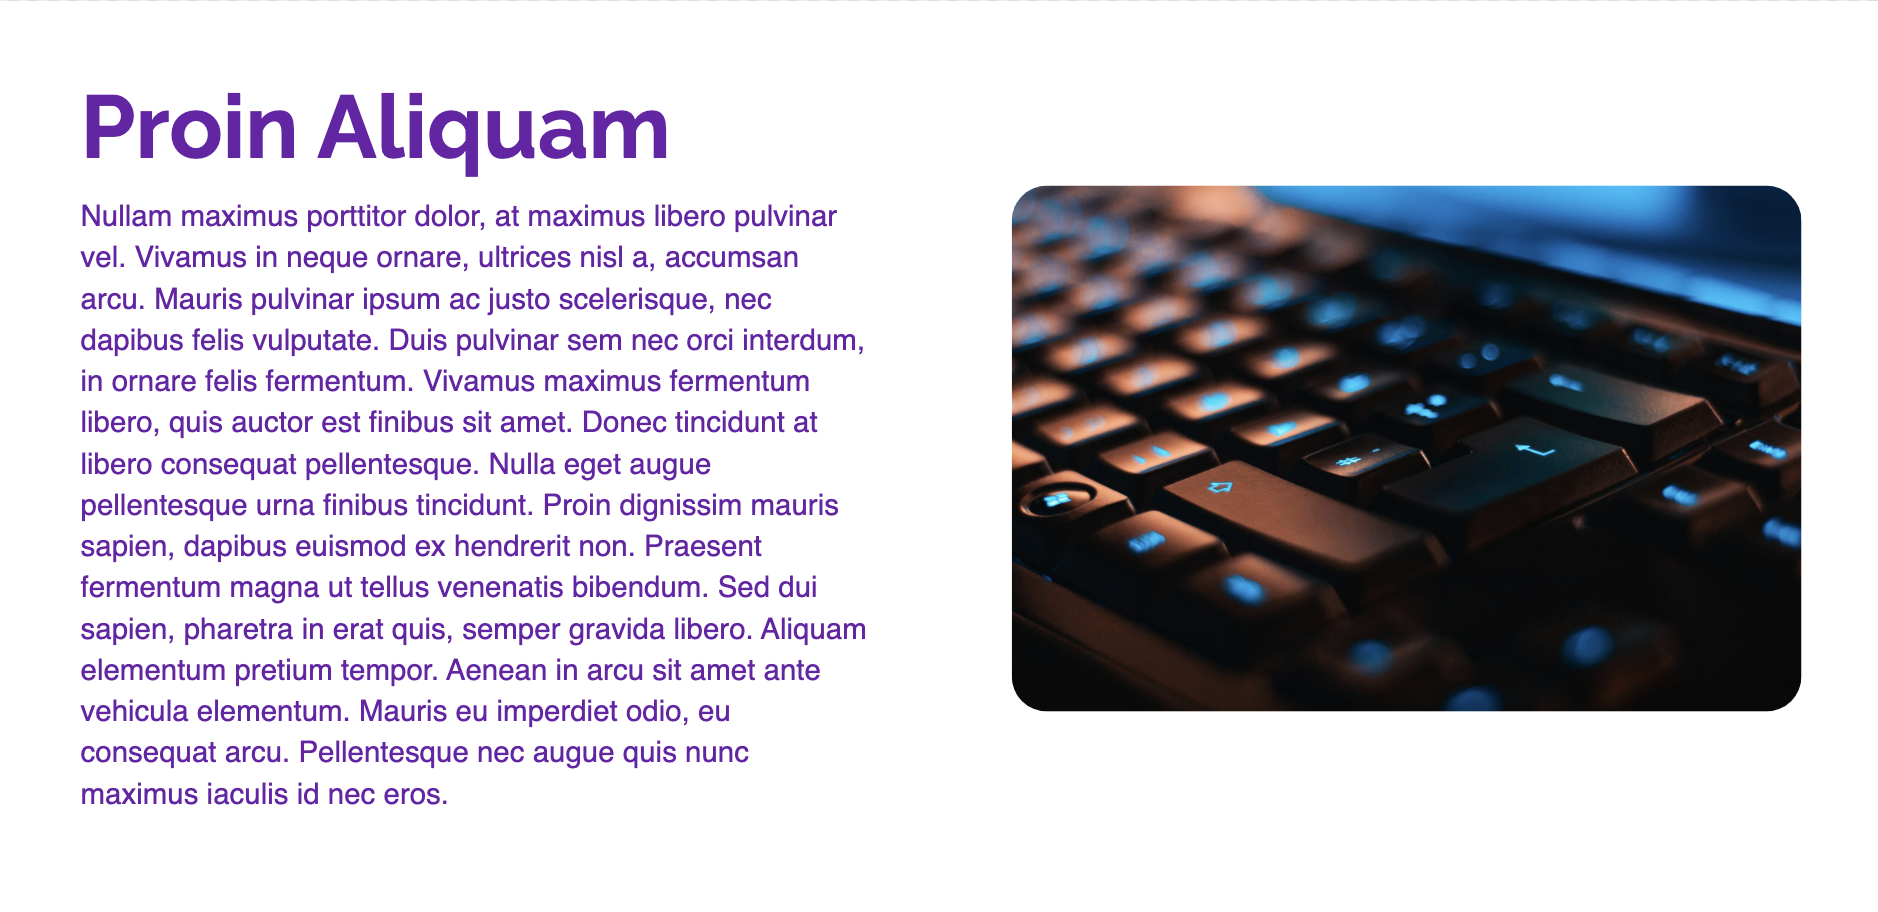 Proin Aliquam
Nullam maximus porttitor dolor, at maximus libero pulvinar
vel. Vivamus in neque ornare, ultrices nisl a, accumsan
arcu. Mauris pulvinar ipsum ac justo scelerisque, nec
dapibus felis vulputate. Duis pulvinar sem nec orci interdum,
in ornare felis fermentum. Vivamus maximus fermentum
libero, quis auctor est finibus sit amet. Donec tincidunt at
libero consequat pellentesque. Nulla eget augue
pellentesque urna finibus tincidunt. Proin dignissim mauris
sapien, dapibus euismod ex hendrerit non. Praesent
fermentum magna ut tellus venenatis bibendum. Sed dui
sapien, pharetra in erat quis, semper gravida libero. Aliquam
elementum pretium tempor. Aenean in arcu sit amet ante
vehicula elementum. Mauris eu imperdiet odio, eu
consequat arcu. Pellentesque nec augue quis nunc
maximus iaculis id nec eros.